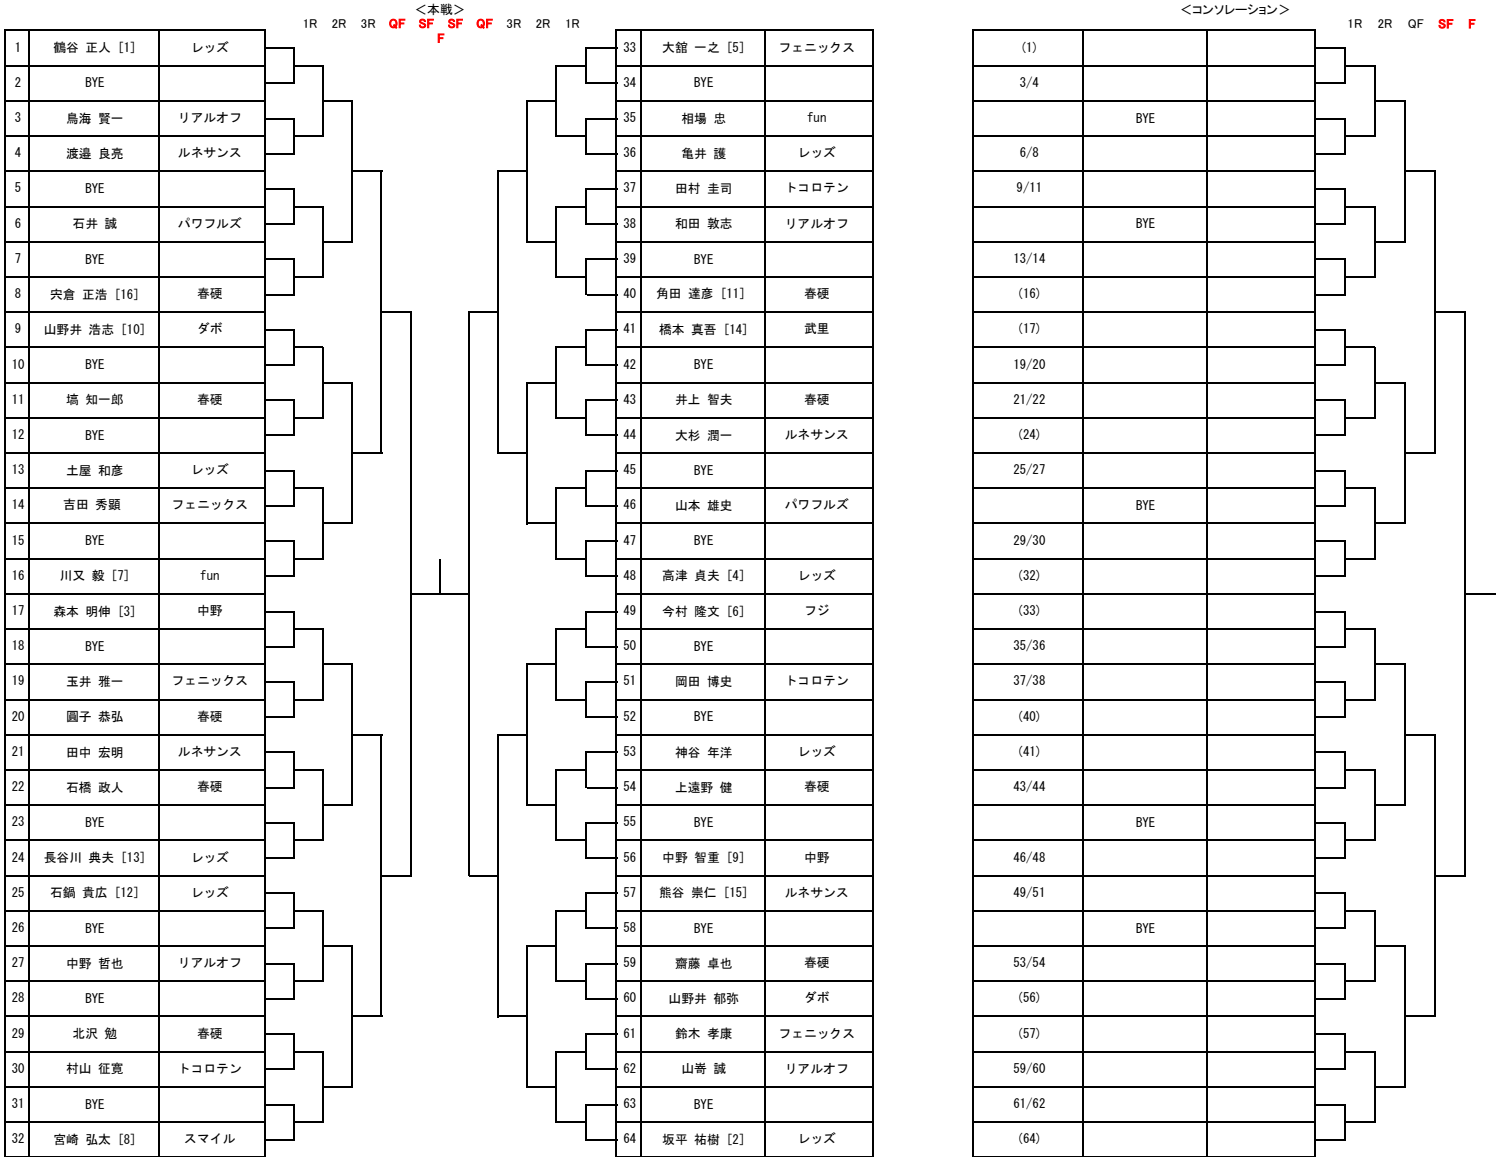 ＜本戦＞
1R 2R 3R QF SF SF QF 3R 2R 1R
F
1 鶴谷 正人 [1] レッズ
2 BYE
3 鳥海 賢一 リアルオフ
4 渡邉 良亮 ルネサンス
5 BYE
6 石井 誠 パワフルズ
7 BYE
8 宍倉 正浩 [16] 春硬
9 山野井 浩志 [10] ダボ
10 BYE
11 塙 知一郎 春硬
12 BYE
13 土屋 和彦 レッズ
14 吉田 秀顕 フェニックス
15 BYE
16 川又 毅 [7] fun
17 森本 明伸 [3] 中野
18 BYE
19 玉井 雅一 フェニックス
20 圓子 恭弘 春硬
21 田中 宏明 ルネサンス
22 石橋 政人 春硬
23 BYE
24 長谷川 典夫 [13] レッズ
25 石鍋 貴広 [12] レッズ
26 BYE
27 中野 哲也 リアルオフ
28 BYE
29 北沢 勉 春硬
30 村山 征寛 トコロテン
31 BYE
32 宮崎 弘太 [8] スマイル
33 大舘 一之 [5] フェニックス
34 BYE
35 相場 忠 fun
36 亀井 護 レッズ
37 田村 圭司 トコロテン
38 和田 敦志 リアルオフ
39 BYE
40 角田 達彦 [11] 春硬
41 橋本 真吾 [14] 武里
42 BYE
43 井上 智夫 春硬
44 大杉 潤一 ルネサンス
45 BYE
46 山本 雄史 パワフルズ
47 BYE
48 高津 貞夫 [4] レッズ
49 今村 隆文 [6] フジ
50 BYE
51 岡田 博史 トコロテン
52 BYE
53 神谷 年洋 レッズ
54 上遠野 健 春硬
55 BYE
56 中野 智重 [9] 中野
57 熊谷 崇仁 [15] ルネサンス
58 BYE
59 齋藤 卓也 春硬
60 山野井 郁弥 ダボ
61 鈴木 孝康 フェニックス
62 山嵜 誠 リアルオフ
63 BYE
64 坂平 祐樹 [2] レッズ
＜コンソレーション＞
1R 2R QF SF F
(1)
3/4
BYE
6/8
9/11
BYE
13/14
(16)
(17)
19/20
21/22
(24)
25/27
BYE
29/30
(32)
(33)
35/36
37/38
(40)
(41)
43/44
BYE
46/48
49/51
BYE
53/54
(56)
(57)
59/60
61/62
(64)